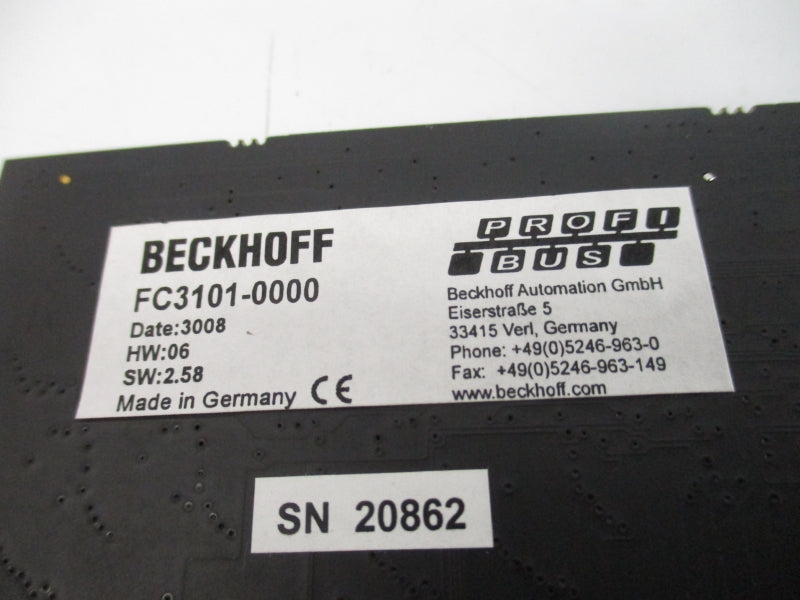 BECKHOFF
FC3101-0000
Date:3008
HW:06
SW:2.58
Made in Germany CE
PROFI
BUS
Beckhoff Automation GmbH
Eiserstraße 5
33415 Verl, Germany
Phone: +49(0)5246-963-0
Fax: +49(0)5246-963-149
www.beckhoff.com
SN 20862